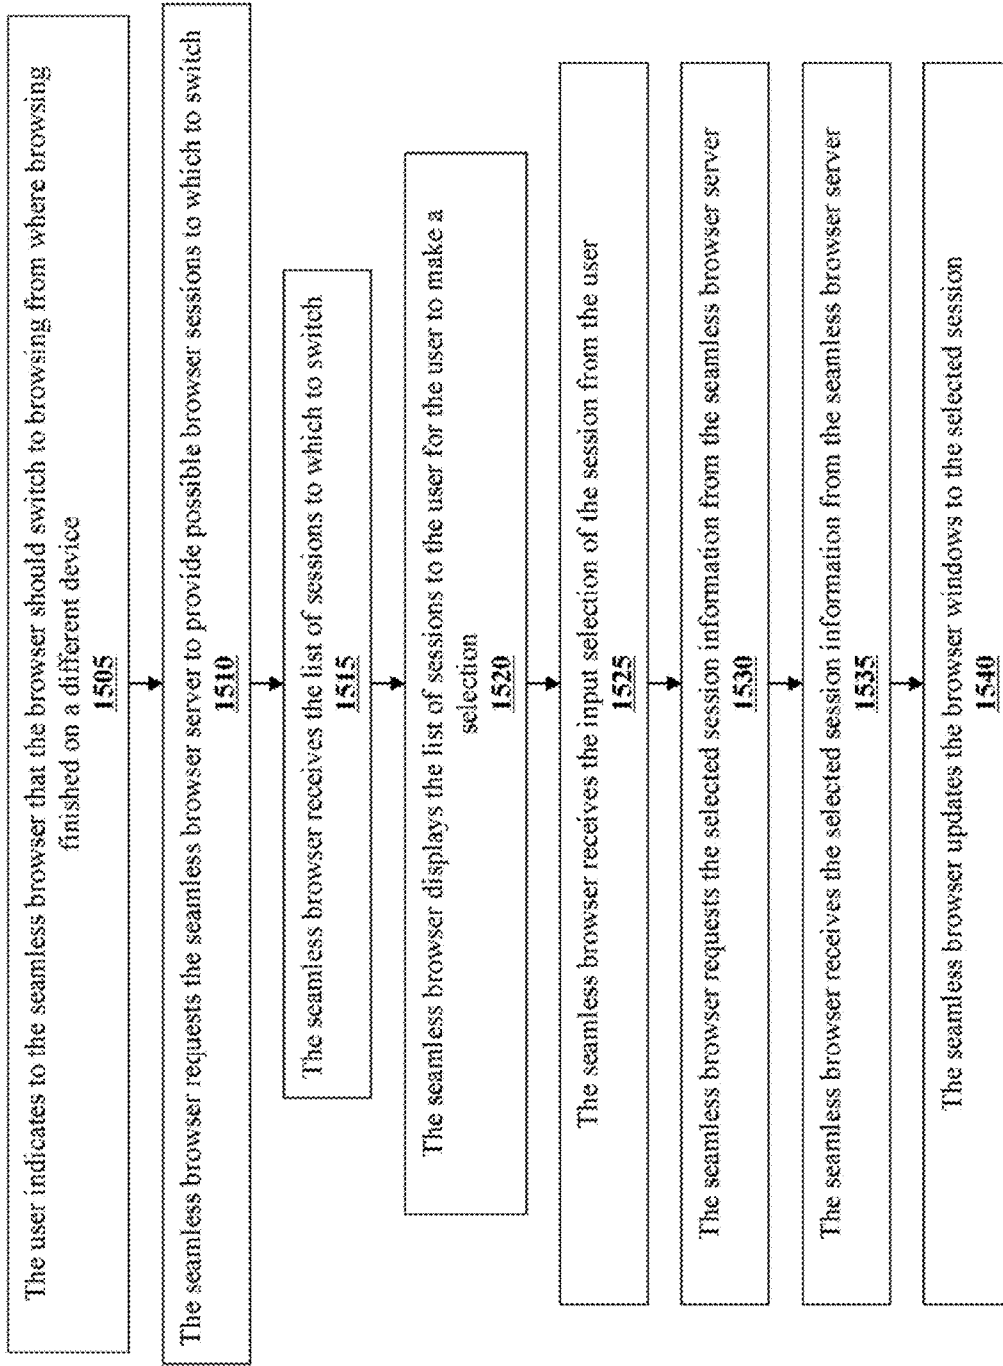 The user indicates to the seamless browser that the browser should switch to browsing from where browsing
finished on a different device
1505
The seamless browser requests the seamless browser server to provide possible browser sessions to which to switch
1510
The seamless browser receives the list of sessions to which to switch
1515
The seamless browser displays the list of sessions to the user for the user to make a
selection
1520
The seamless browser receives the input selection of the session from the user
1525
The seamless browser requests the selected session information from the seamless browser server
1530
The seamless browser receives the selected session information from the seamless browser server
1535
The seamless browser updates the browser windows to the selected session
1540